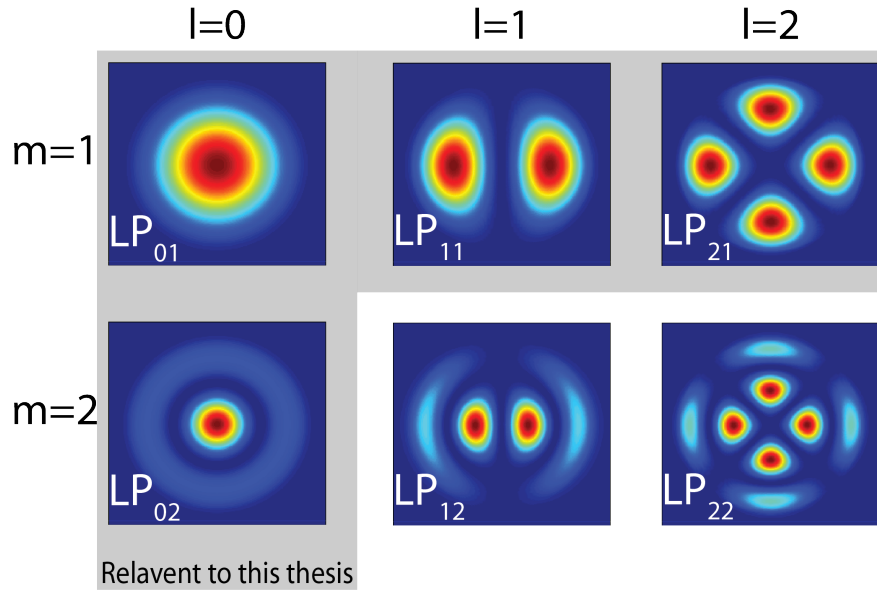 l=0 l=1 l=2
m=1
LP01 LP11 LP21
m=2
LP02 LP12 LP22
Relavent to this thesis